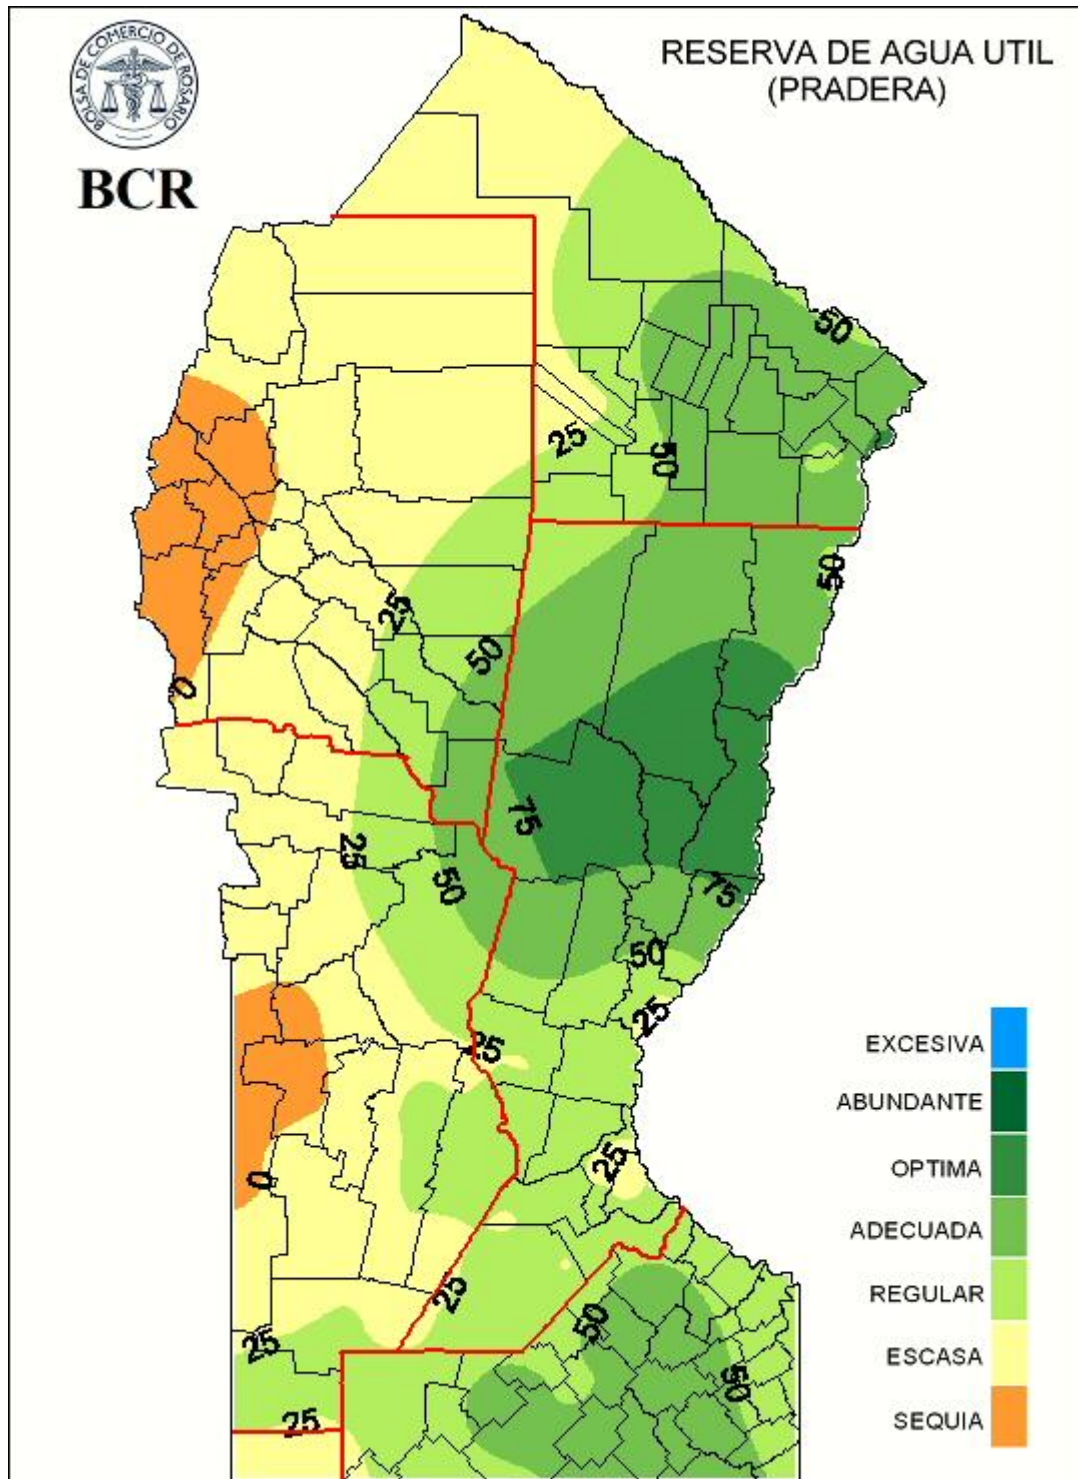 BOLSA DE COMERCIO DE ROSARIO
BCR
RESERVA DE AGUA UTIL
(PRADERA)
50
25
50
50
25
50
0
75
25
50
75
50
25
25
25
0
25
50
25
50
25
EXCESIVA
ABUNDANTE
OPTIMA
ADECUADA
REGULAR
ESCASA
SEQUIA